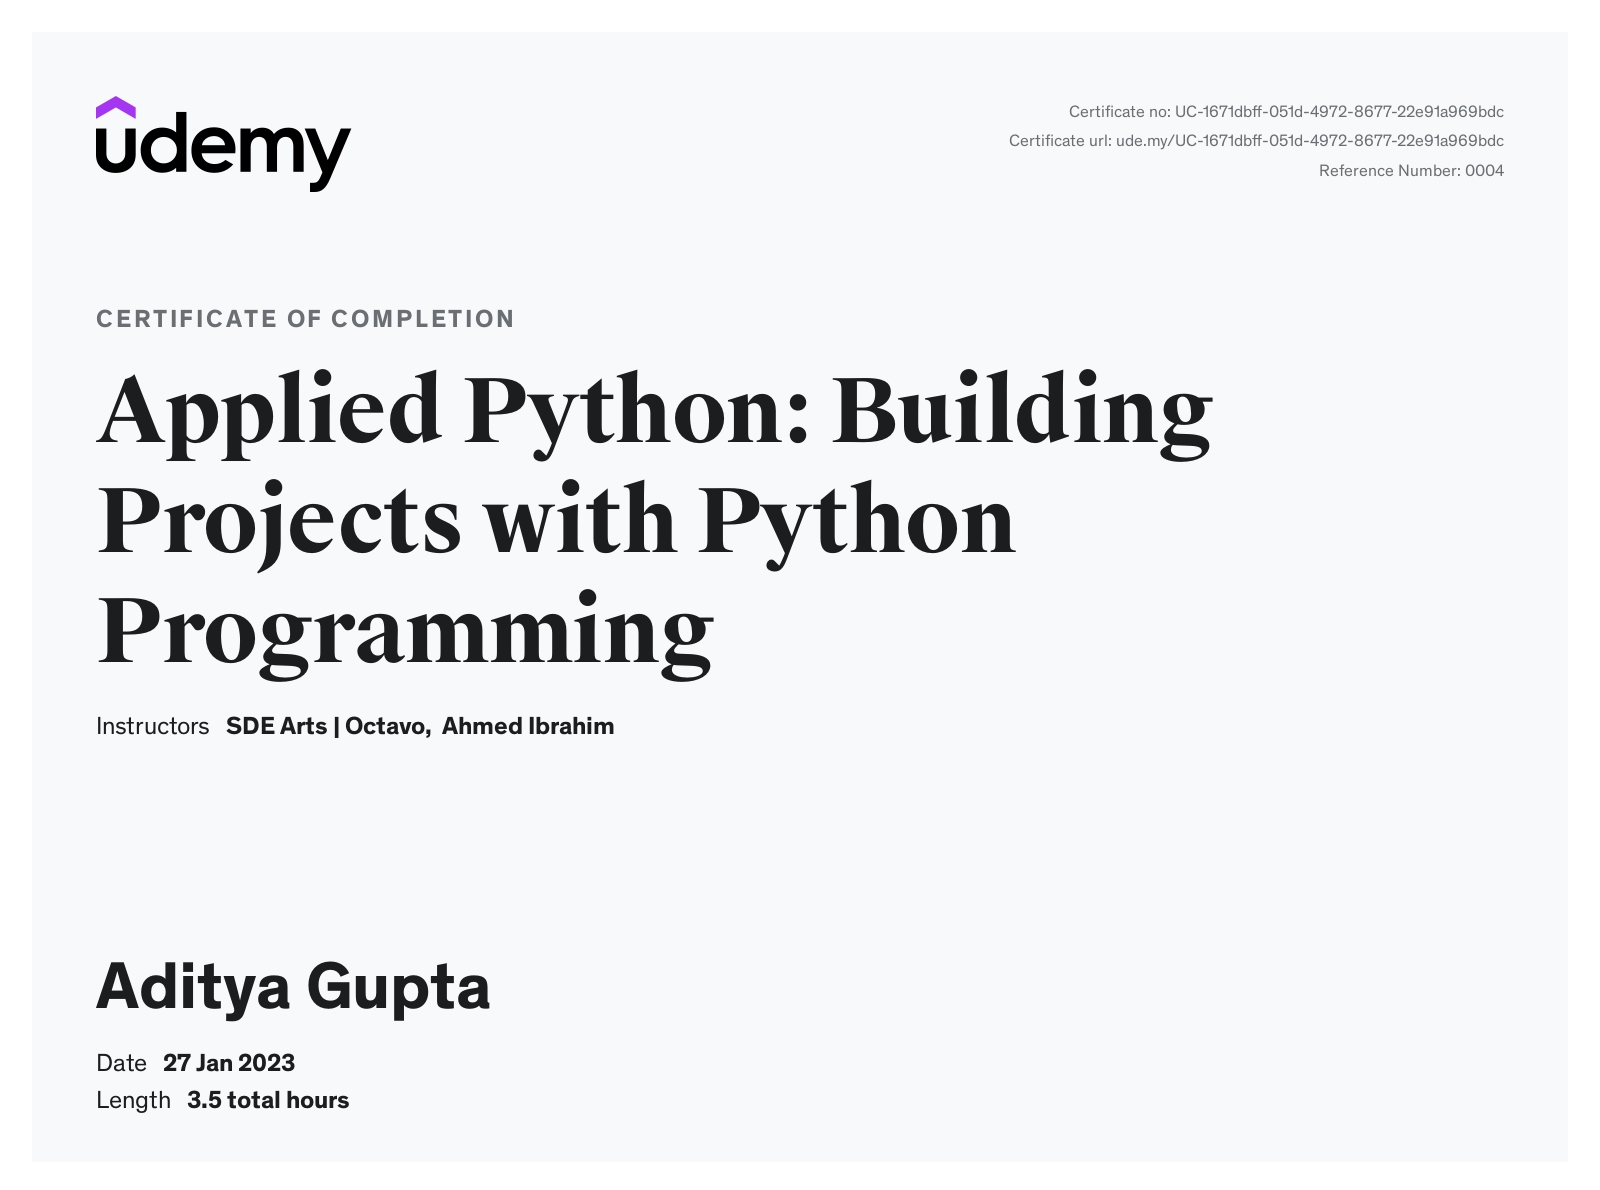 udemy
Certificate no: UC-1671dbff-051d-4972-8677-22e91a969bdc
Certificate url: ude.my/UC-1671dbff-051d-4972-8677-22e91a969bdc
Reference Number: 0004
CERTIFICATE OF COMPLETION
Applied Python: Building
Projects with Python
Programming
Instructors SDE Arts | Octavo, Ahmed Ibrahim
Aditya Gupta
Date 27 Jan 2023
Length 3.5 total hours